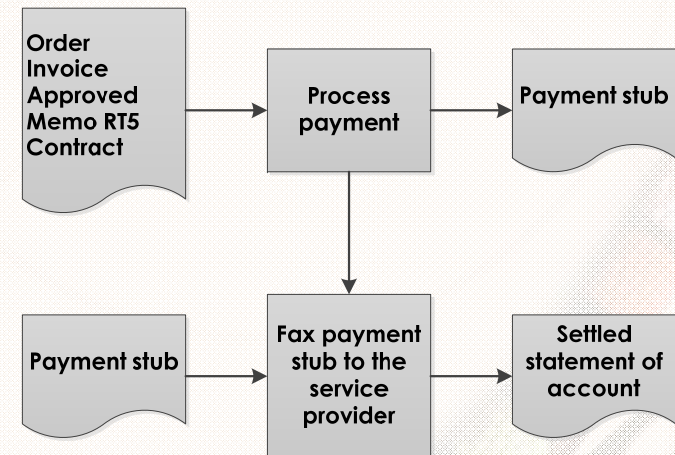 Order
Invoice
Approved
Memo RT5
Contract
Process
payment
Payment stub
Payment stub
Fax payment
stub to the
service
provider
Settled
statement of
account